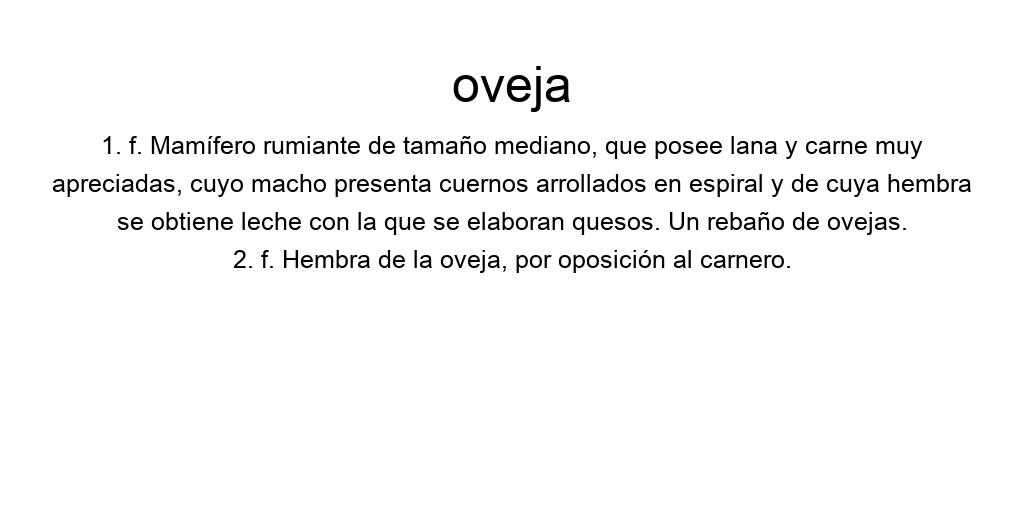 oveja
1. f. Mamífero rumiante de tamaño mediano, que posee lana y carne muy
apreciadas, cuyo macho presenta cuernos arrollados en espiral y de cuya hembra
se obtiene leche con la que se elaboran quesos. Un rebaño de ovejas.
2. f. Hembra de la oveja, por oposición al carnero.